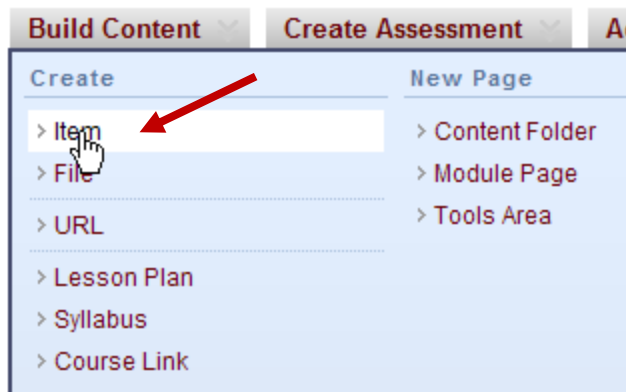 Build Content
Create Assessment
Create
> Item
> File
> URL
> Lesson Plan
> Syllabus
> Course Link
New Page
> Content Folder
> Module Page
> Tools Area